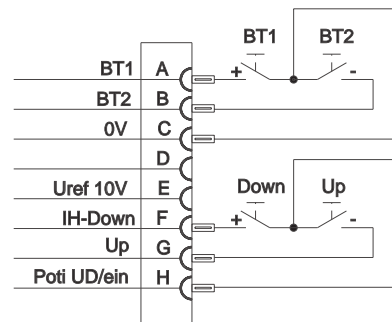 BT1 BT2
BT1 A + -
BT2 B
0V C
D
Uref 10V E Down Up
IH-Down F + -
Up G
Poti UD/ein H